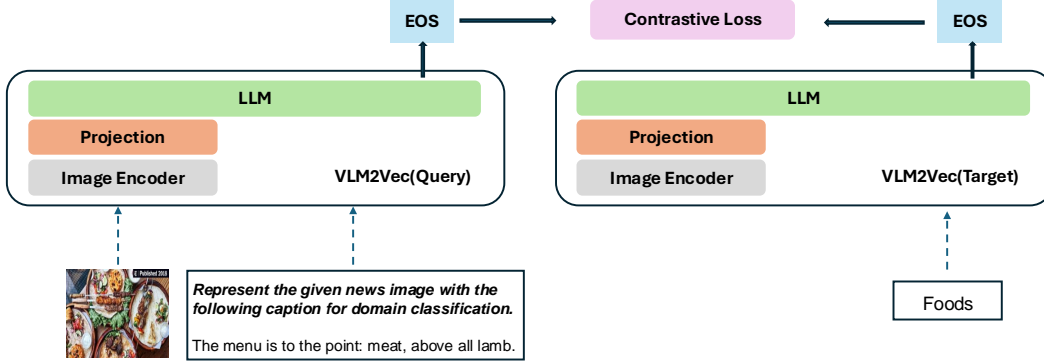 EOS
Contrastive Loss
EOS
LLM
Projection
Image Encoder
VLM2Vec(Query)
LLM
Projection
Image Encoder
VLM2Vec(Target)
Published 2019
Represent the given news image with the
following caption for domain classification.
The menu is to the point: meat, above all lamb.
Foods